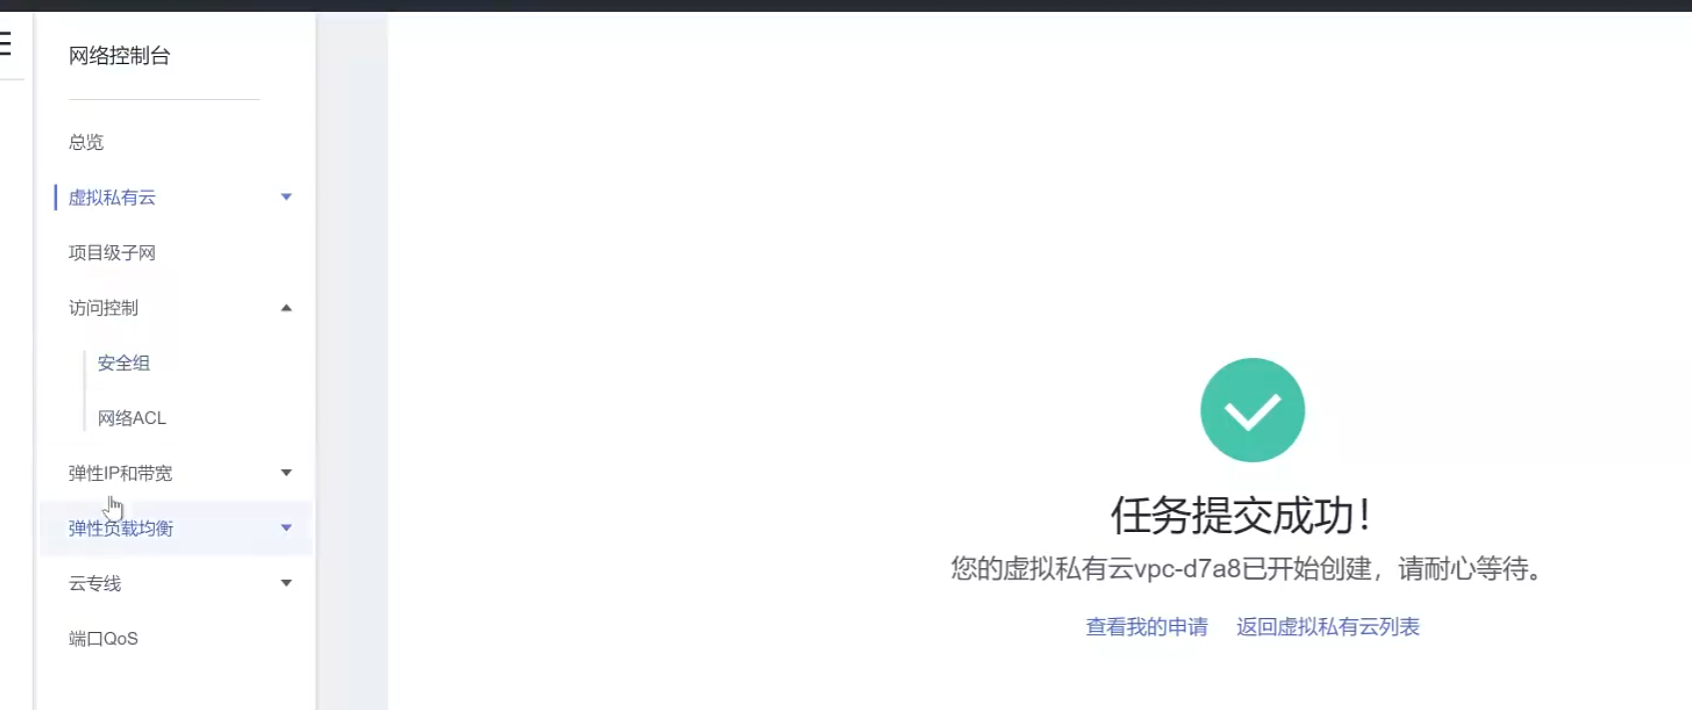 网络控制台
总览
虚拟私有云
项目级子网
访问控制
安全组
网络ACL
弹性IP和带宽
弹性负载均衡
云专线
端口QoS
任务提交成功！
您的虚拟私有云vpc-d7a8已开始创建，请耐心等待。
查看我的申请 返回虚拟私有云列表